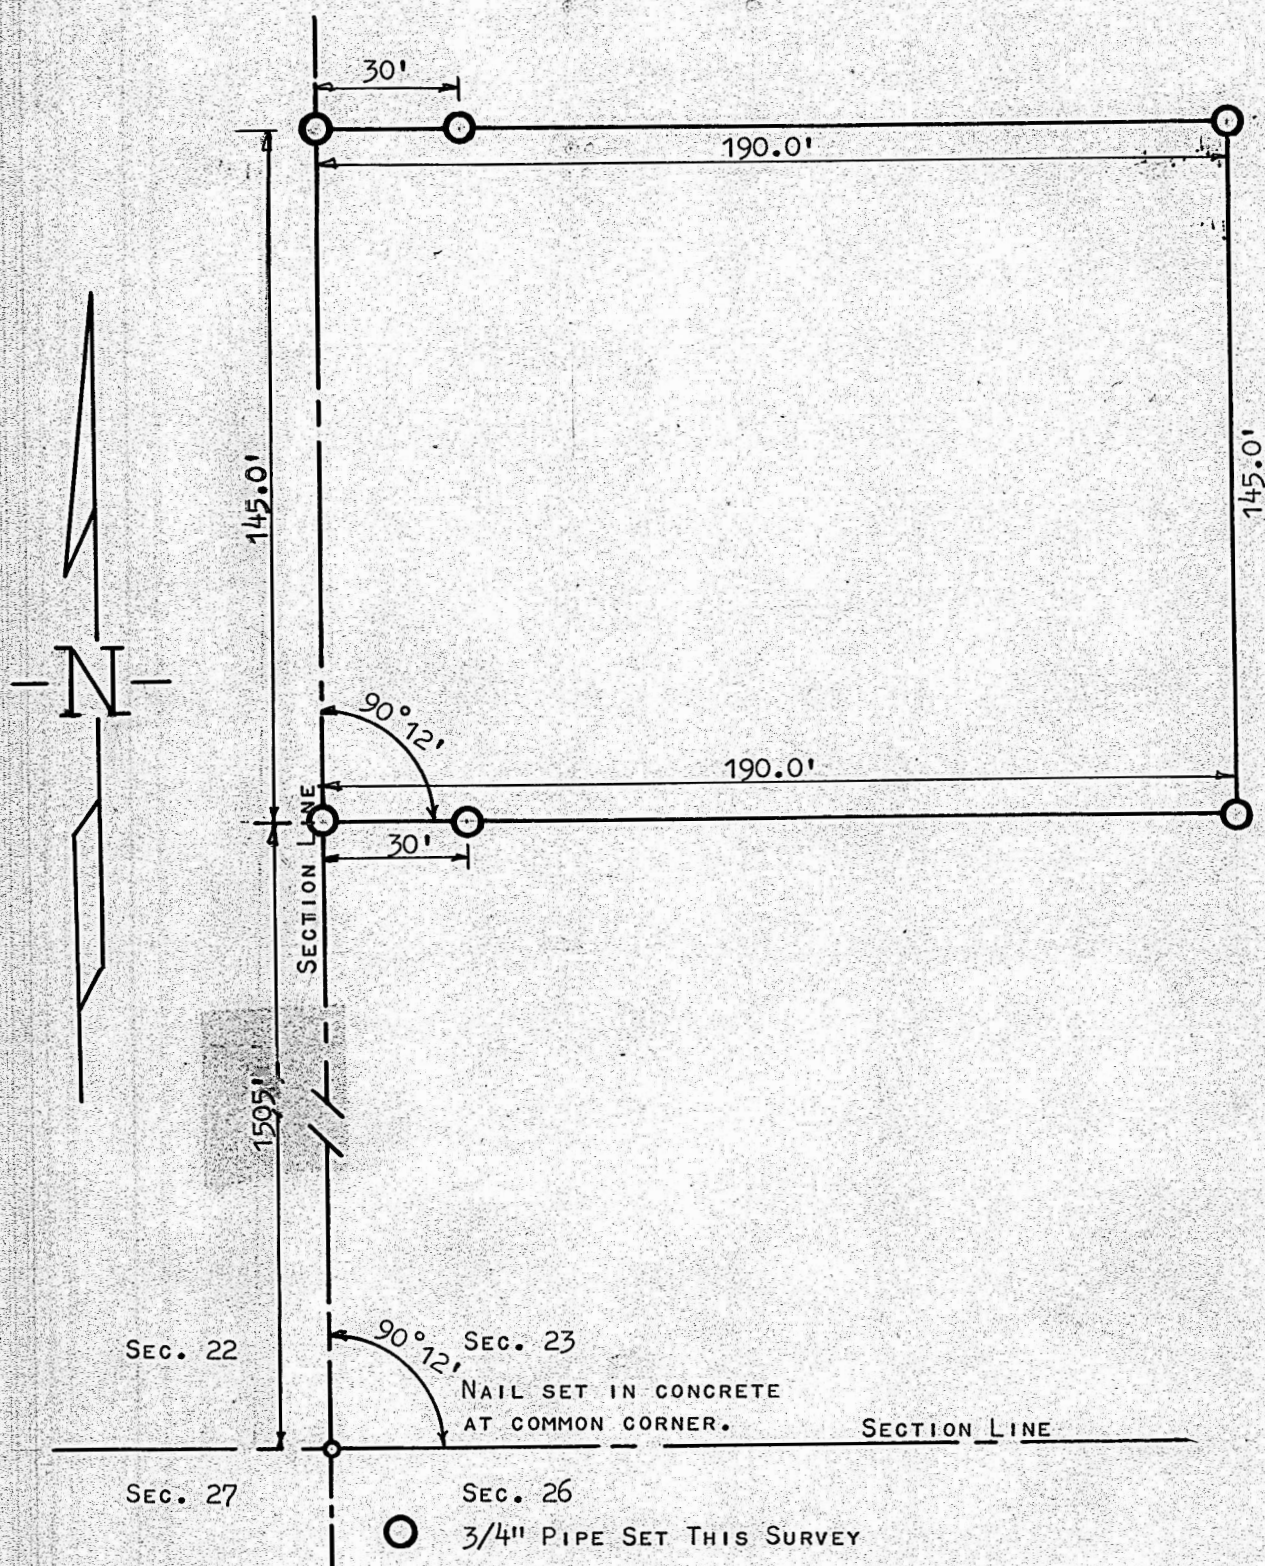 30'
190.0'
145.0'
145.0'
N
90°12'
190.0'
30'
SECTION LINE
1505'
SEC. 22
90°12'
SEC. 23
NAIL SET IN CONCRETE
AT COMMON CORNER.
SECTION LINE
SEC. 27
SEC. 26
3/4" PIPE SET THIS SURVEY